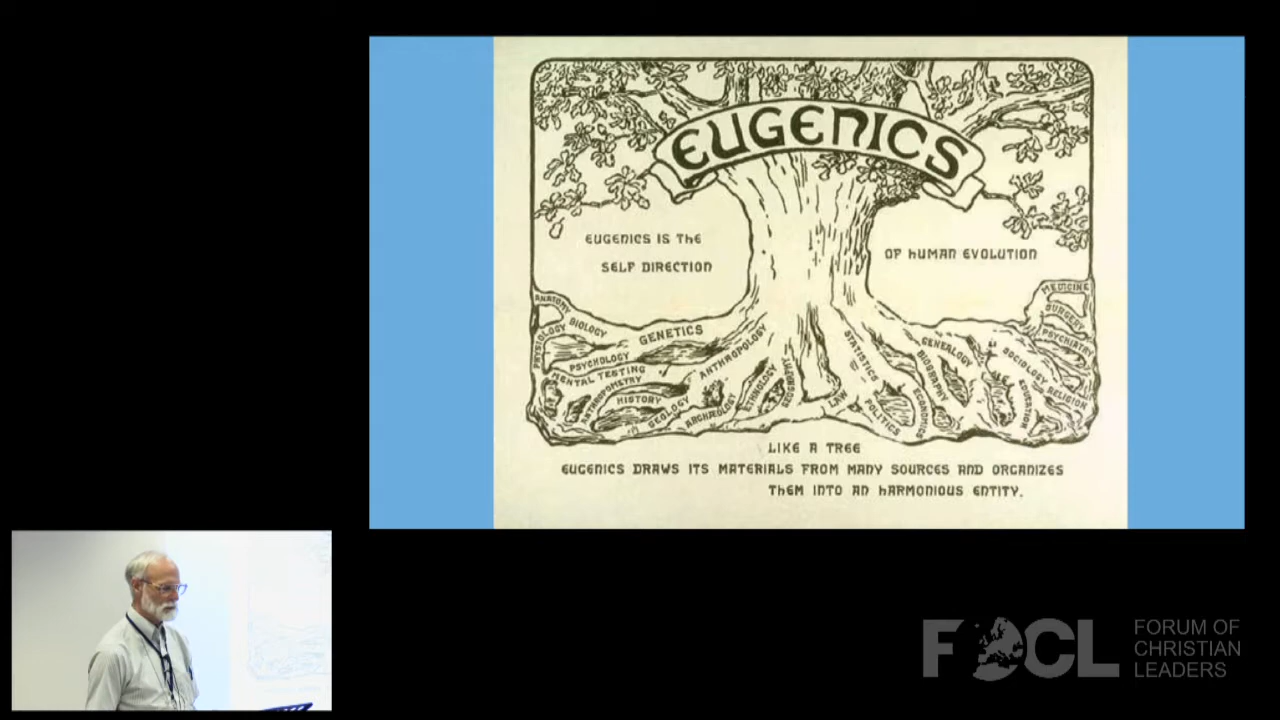 EUGENICS
EUGENICS IS THE
SELF DIRECTION
OF HUMAN EVOLUTION
ANATOMY
BIOLOGY
PHYSIOLOGY
GENETICS
PSYCHOLOGY
MENTAL TESTING
ANTHROPOMETRY
HISTORY
GEOLOGY
ANTHROPOLOGY
ARCHÆOLOGY
ETHNOLOGY
GEOGRAPHY
LAW
STATISTICS
POLITICS
ECONOMICS
BIOGRAPHY
GENEALOGY
EDUCATION
SOCIOLOGY
RELIGION
PSYCHIATRY
SURGERY
MEDICINE
LIKE A TREE
EUGENICS DRAWS ITS MATERIALS FROM MANY SOURCES AND ORGANIZES
THEM INTO AN HARMONIOUS ENTITY.
FOCL
FORUM OF
CHRISTIAN
LEADERS